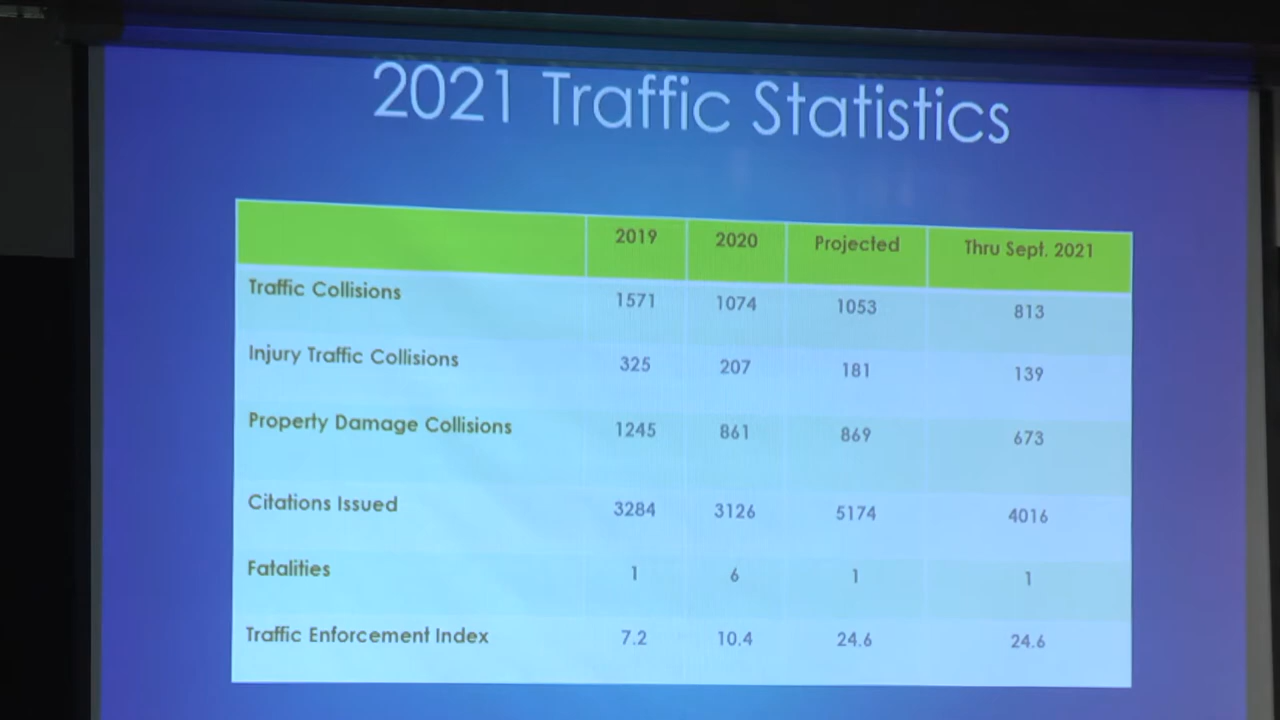 2021 Traffic Statistics
2019 2020 Projected Thru Sept. 2021
Traffic Collisions 1571 1074 1053 813
Injury Traffic Collisions 325 207 181 139
Property Damage Collisions 1245 861 869 673
Citations Issued 3284 3126 5174 4016
Fatalities 1 6 1 1
Traffic Enforcement Index 7.2 10.4 24.6 24.6